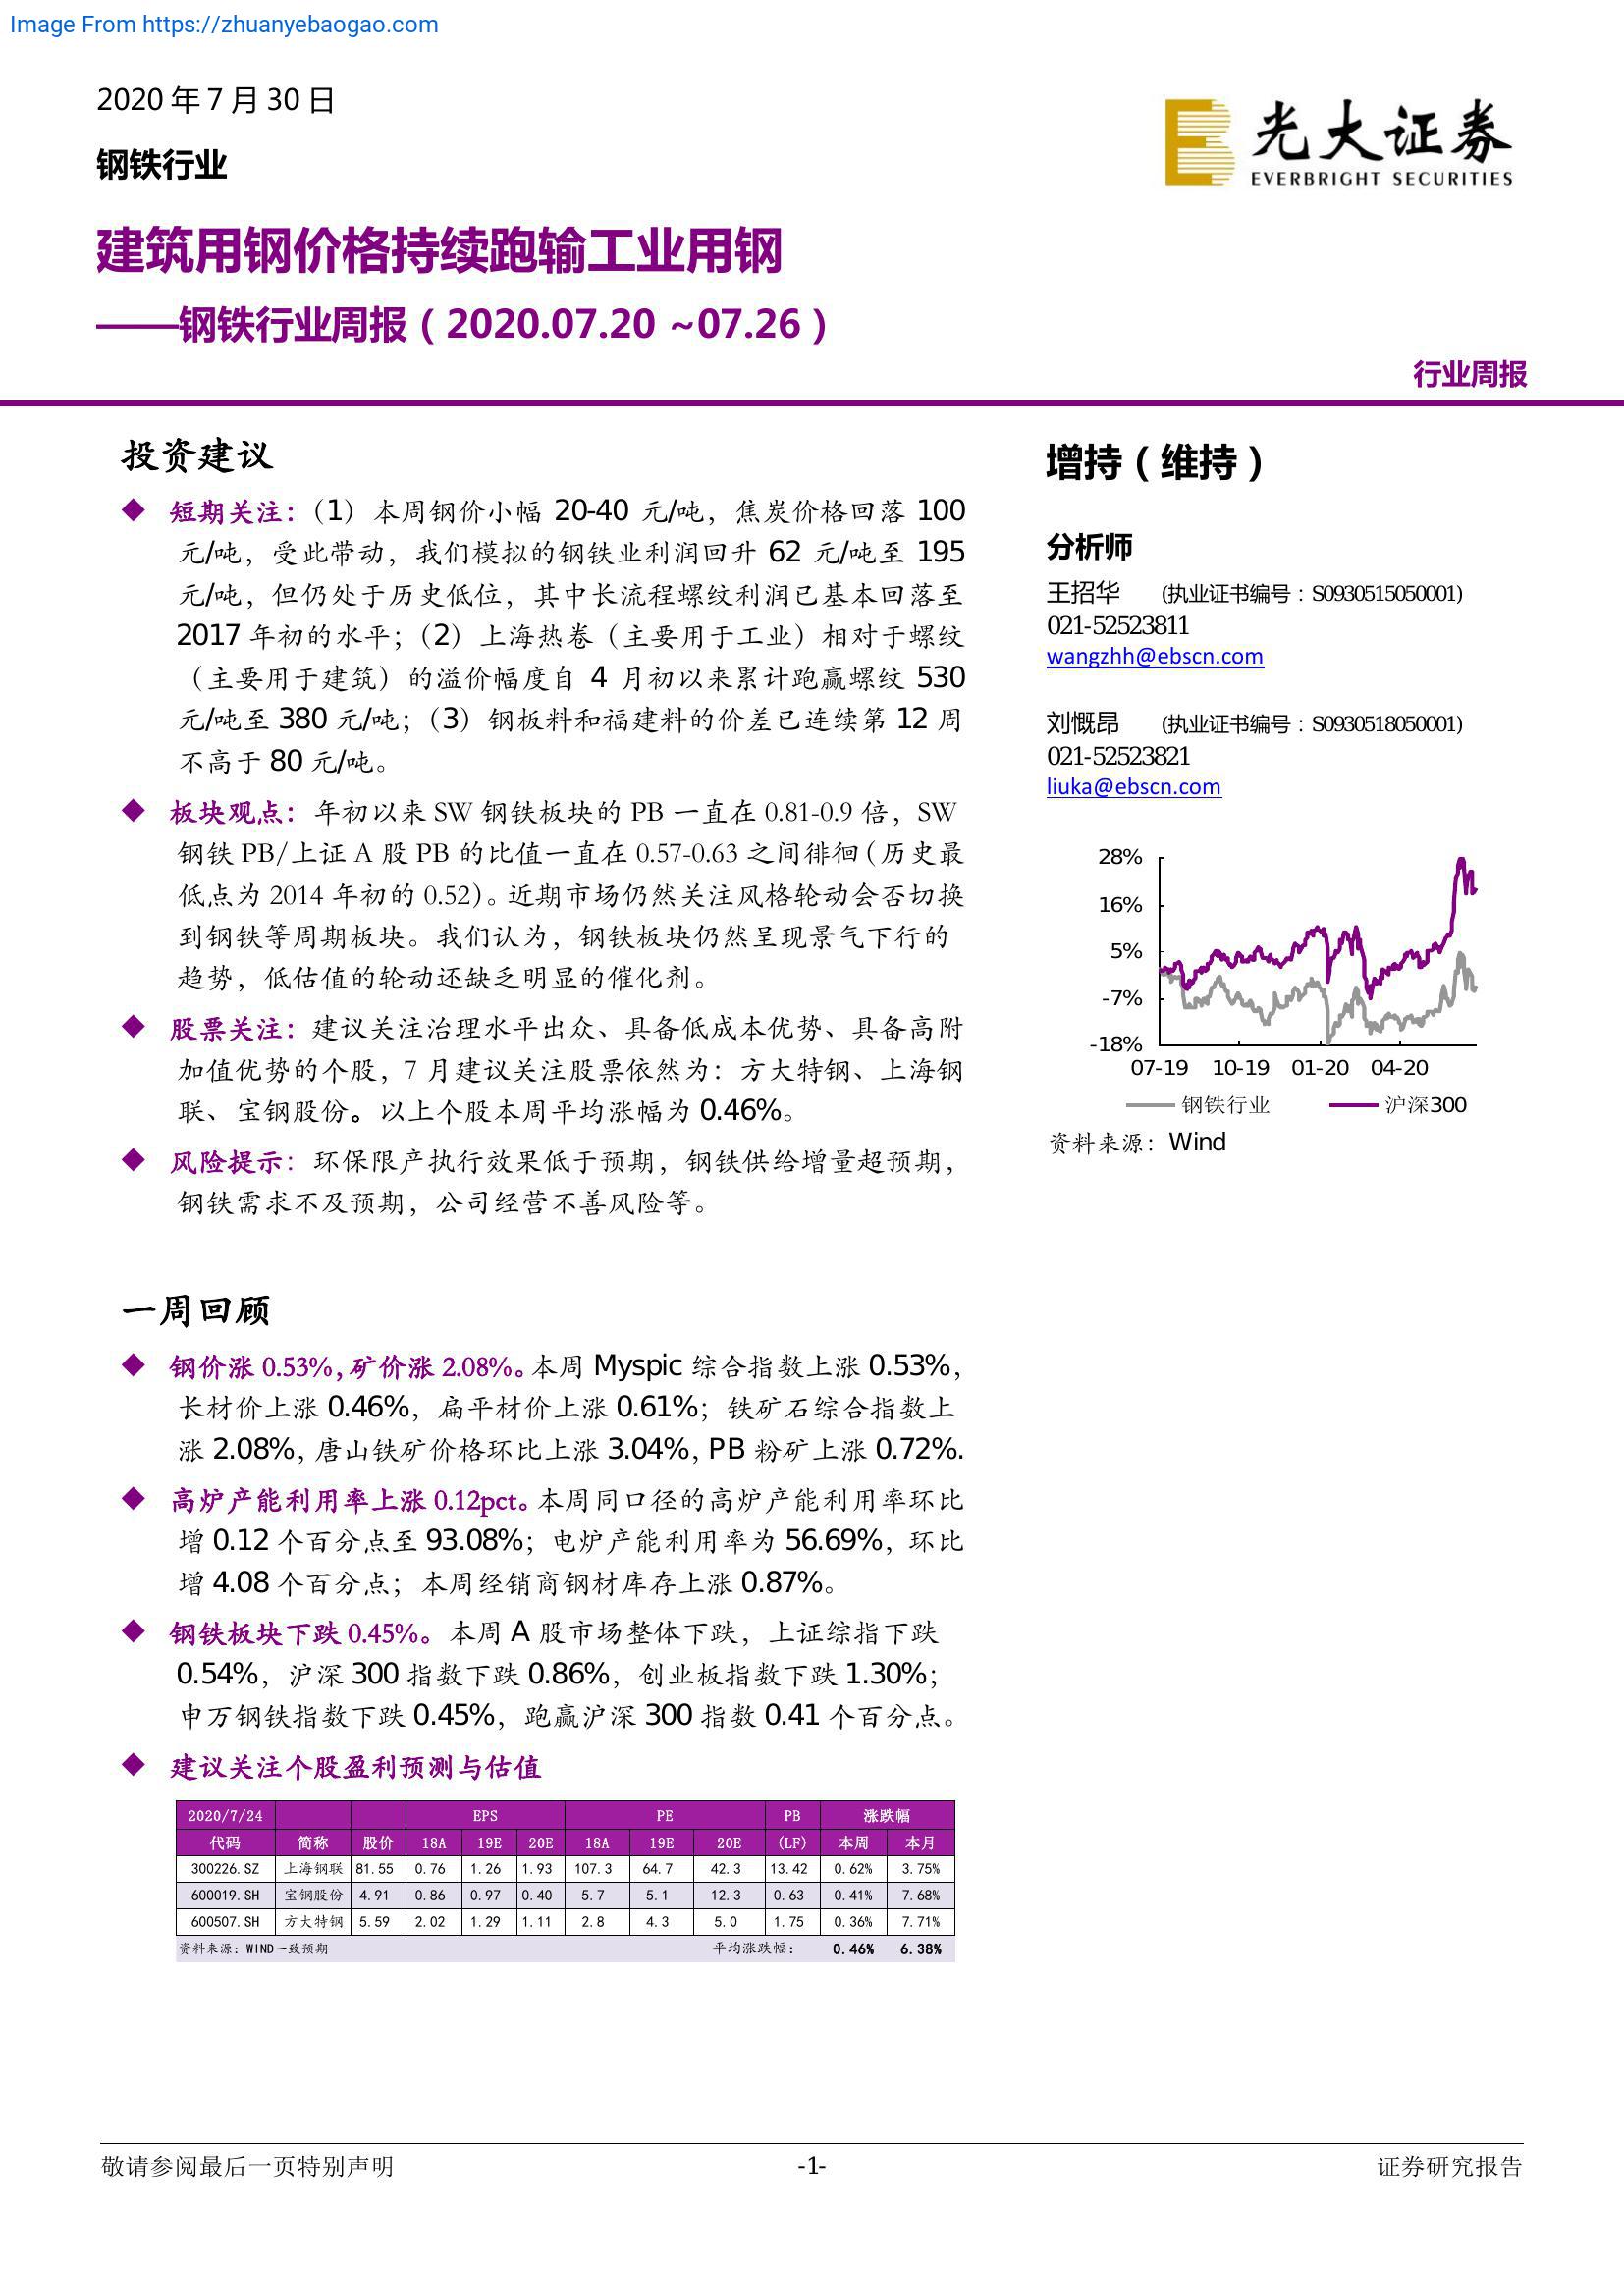 Image From https://zhuanyebaogao.com
2020 年 7 月 30 日
钢铁行业
光大证券
EVERBRIGHT SECURITIES
建筑用钢价格持续跑输工业用钢
——钢铁行业周报（2020.07.20 ~07.26）
行业周报
投资建议
◆ 短期关注：（1）本周钢价小幅 20-40 元/吨，焦炭价格回落 100
元/吨，受此带动，我们模拟的钢铁业利润回升 62 元/吨至 195
元/吨，但仍处于历史低位，其中长流程螺纹利润已基本回落至
2017 年初的水平；（2）上海热卷（主要用于工业）相对于螺纹
（主要用于建筑）的溢价幅度自 4 月初以来累计跑赢螺纹 530
元/吨至 380 元/吨；（3）钢板料和福建料的价差已连续第 12 周
不高于 80 元/吨。
◆ 板块观点：年初以来 SW 钢铁板块的 PB 一直在 0.81-0.9 倍，SW
钢铁 PB/上证 A 股 PB 的比值一直在 0.57-0.63 之间徘徊（历史最
低点为 2014 年初的 0.52）。近期市场仍然关注风格轮动会否切换
到钢铁等周期板块。我们认为，钢铁板块仍然呈现景气下行的
趋势，低估值的轮动还缺乏明显的催化剂。
◆ 股票关注：建议关注治理水平出众、具备低成本优势、具备高附
加值优势的个股，7 月建议关注股票依然为：方大特钢、上海钢
联、宝钢股份。以上个股本周平均涨幅为 0.46%。
◆ 风险提示：环保限产执行效果低于预期，钢铁供给增量超预期，
钢铁需求不及预期，公司经营不善风险等。
一周回顾
◆ 钢价涨 0.53%，矿价涨 2.08%。本周 Myspic 综合指数上涨 0.53%，
长材价上涨 0.46%，扁平材价上涨 0.61%；铁矿石综合指数上
涨 2.08%，唐山铁矿价格环比上涨 3.04%，PB 粉矿上涨 0.72%.
◆ 高炉产能利用率上涨 0.12pct。本周同口径的高炉产能利用率环比
增 0.12 个百分点至 93.08%；电炉产能利用率为 56.69%，环比
增 4.08 个百分点；本周经销商钢材库存上涨 0.87%。
◆ 钢铁板块下跌 0.45%。本周 A 股市场整体下跌，上证综指下跌
0.54%，沪深 300 指数下跌 0.86%，创业板指数下跌 1.30%；
申万钢铁指数下跌 0.45%，跑赢沪深 300 指数 0.41 个百分点。
◆ 建议关注个股盈利预测与估值
2020/7/24 EPS PE PB 涨跌幅
代码 简称 股价 18A 19E 20E 18A 19E 20E (LF) 本周 本月
300226.SZ 上海钢联 81.55 0.76 1.26 1.93 107.3 64.7 42.3 13.42 0.62% 3.75%
600019.SH 宝钢股份 4.91 0.86 0.97 0.40 5.7 5.1 12.3 0.63 0.41% 7.68%
600507.SH 方大特钢 5.59 2.02 1.29 1.11 2.8 4.3 5.0 1.75 0.36% 7.71%
资料来源：WIND一致预期 平均涨跌幅： 0.46% 6.38%
增持（维持）
分析师
王招华 (执业证书编号：S0930515050001)
021-52523811
wangzhh@ebscn.com
刘慨昂 (执业证书编号：S0930518050001)
021-52523821
liuka@ebscn.com
28%
16%
5%
-7%
-18%
07-19 10-19 01-20 04-20
钢铁行业 沪深300
资料来源：Wind
敬请参阅最后一页特别声明 -1- 证券研究报告